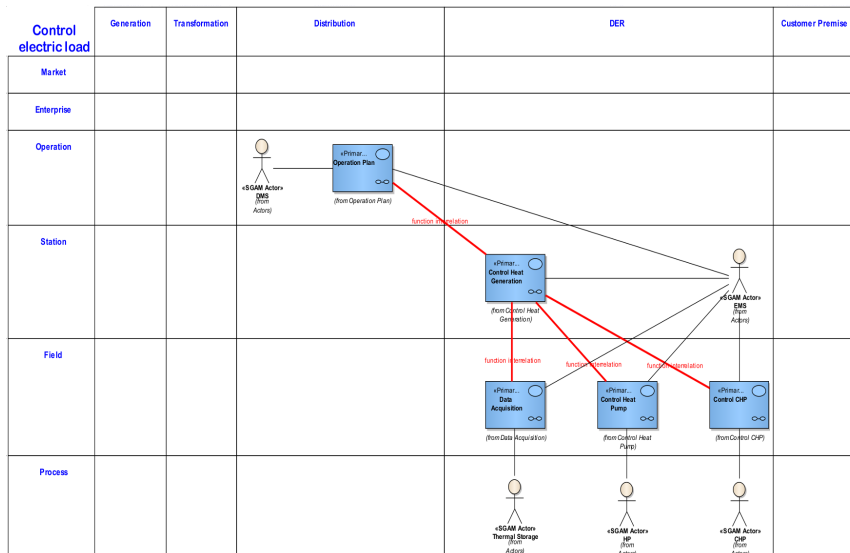 Control
electric load
Generation
Transformation
Distribution
DER
Customer Premise
Market
Enterprise
Operation
«SGAM Actor»
DMS
(from
Actors)
«Primar...
Operation Plan
(from Operation Plan)
function interrelation
Station
«Primar...
Control Heat
Generation
(from Control Heat
Generation)
«SGAM Actor»
EMS
(from
Actors)
Field
function interrelation
function interrelation
function interrelation
«Primar...
Data
Acquisition
(from Data Acquisition)
«Primar...
Control Heat
Pump
(from Control Heat
Pump)
«Primar...
Control CHP
(from Control CHP)
Process
«SGAM Actor»
Thermal Storage
(from
Actors)
«SGAM Actor»
HP
(from
Actors)
«SGAM Actor»
CHP
(from
Actors)